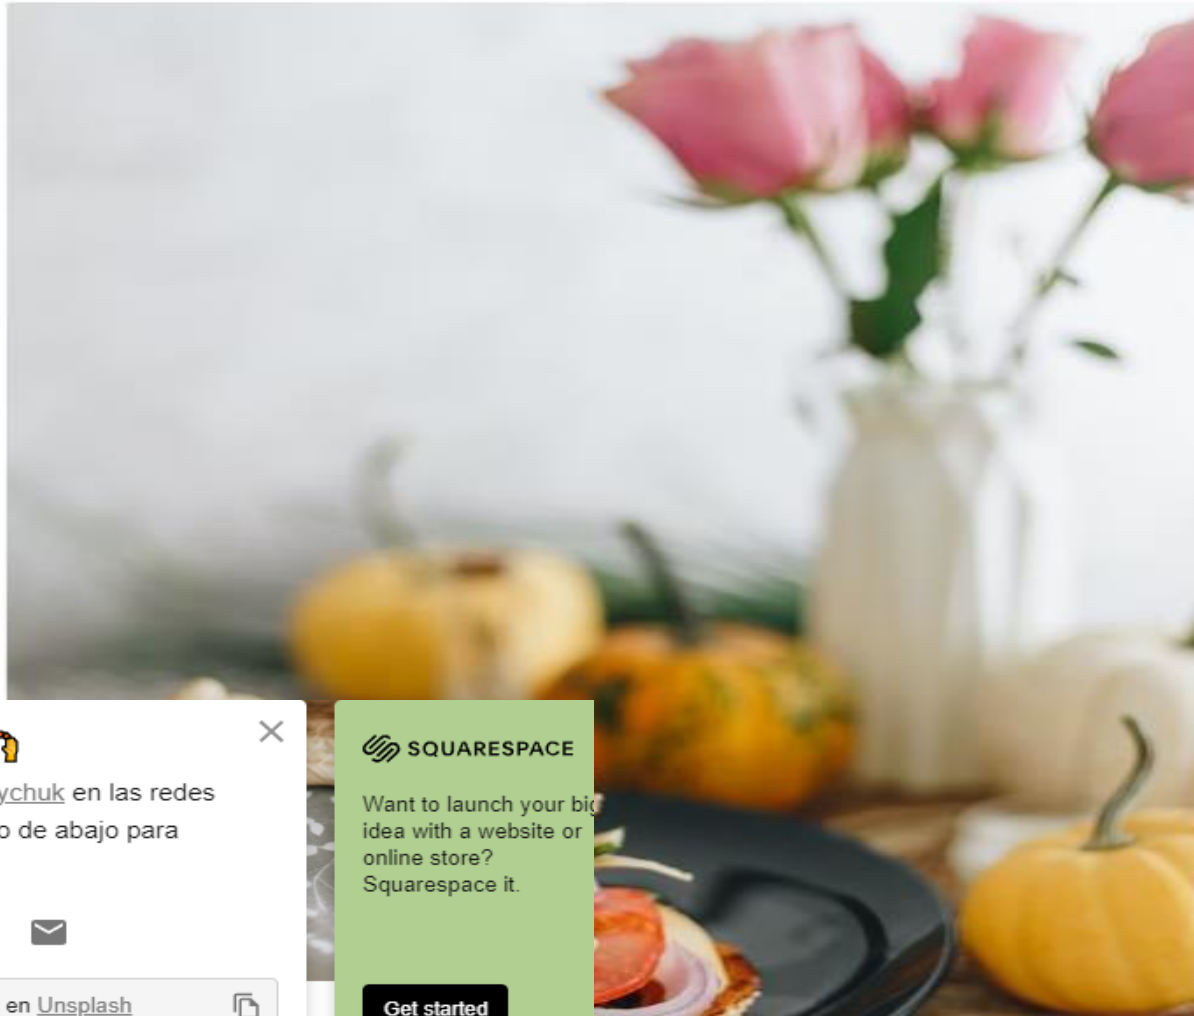 ychuk en las redes
o de abajo para
en Unsplash
SQUARESPACE
Want to launch your big
idea with a website or
online store?
Squarespace it.
Get started